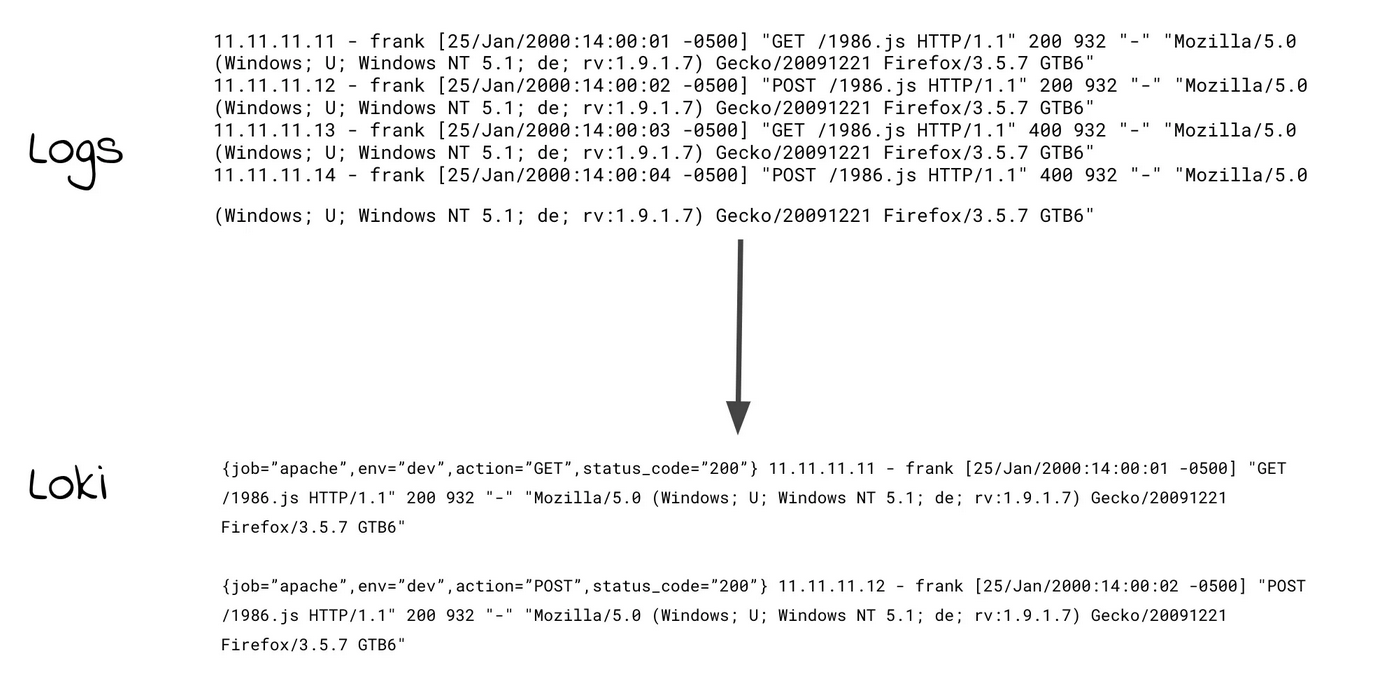 11.11.11.11 - frank [25/Jan/2000:14:00:01 -0500] "GET /1986.js HTTP/1.1" 200 932 "-" "Mozilla/5.0
(Windows; U; Windows NT 5.1; de; rv:1.9.1.7) Gecko/20091221 Firefox/3.5.7 GTB6"
11.11.11.12 - frank [25/Jan/2000:14:00:02 -0500] "POST /1986.js HTTP/1.1" 200 932 "-" "Mozilla/5.0
(Windows; U; Windows NT 5.1; de; rv:1.9.1.7) Gecko/20091221 Firefox/3.5.7 GTB6"
11.11.11.13 - frank [25/Jan/2000:14:00:03 -0500] "GET /1986.js HTTP/1.1" 400 932 "-" "Mozilla/5.0
Logs
(Windows; U; Windows NT 5.1; de; rv:1.9.1.7) Gecko/20091221 Firefox/3.5.7 GTB6"
11.11.11.14 - frank [25/Jan/2000:14:00:04 -0500] "POST /1986.js HTTP/1.1" 400 932 "-" "Mozilla/5.0
(Windows; U; Windows NT 5.1; de; rv:1.9.1.7) Gecko/20091221 Firefox/3.5.7 GTB6"
Loki
{job=”apache”,env=”dev”,action=”GET”,status_code=”200”} 11.11.11.11 - frank [25/Jan/2000:14:00:01 -0500] "GET
/1986.js HTTP/1.1" 200 932 "-" "Mozilla/5.0 (Windows; U; Windows NT 5.1; de; rv:1.9.1.7) Gecko/20091221
Firefox/3.5.7 GTB6"
{job=”apache”,env=”dev”,action=”POST”,status_code=”200”} 11.11.11.12 - frank [25/Jan/2000:14:00:02 -0500] "POST
/1986.js HTTP/1.1" 200 932 "-" "Mozilla/5.0 (Windows; U; Windows NT 5.1; de; rv:1.9.1.7) Gecko/20091221
Firefox/3.5.7 GTB6"